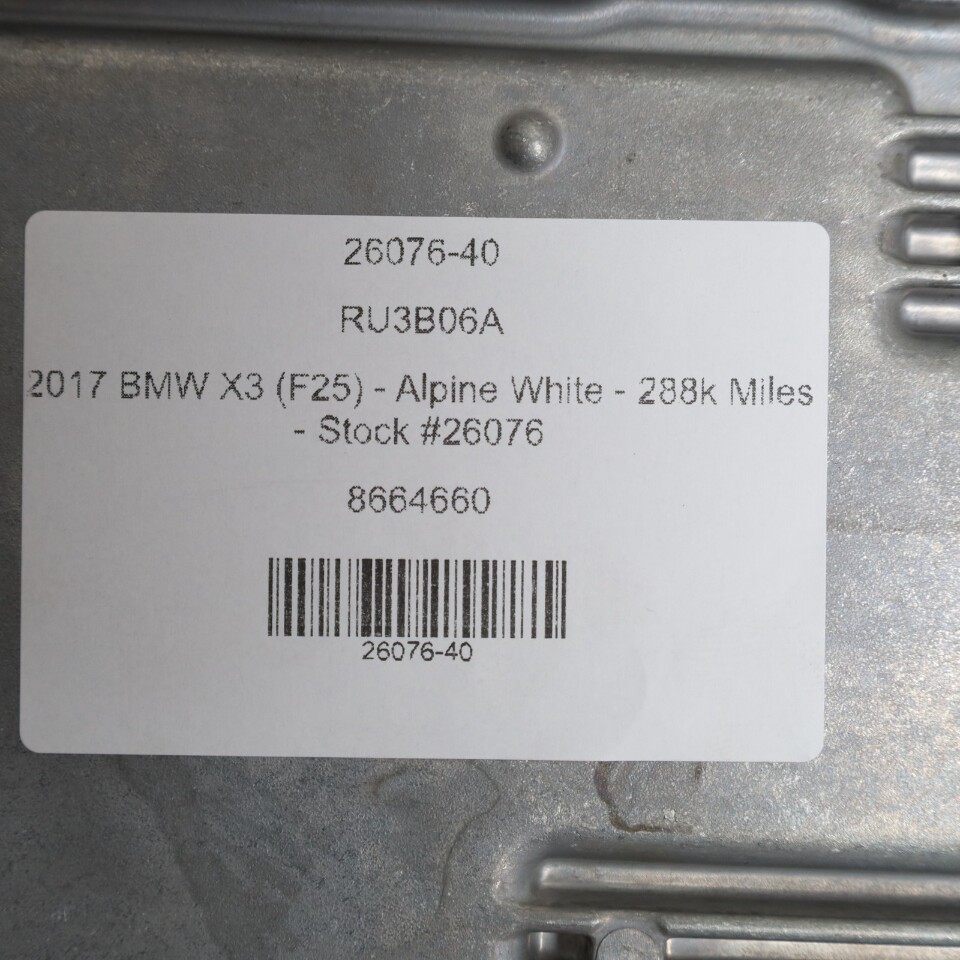 26076-40
RU3B06A
2017 BMW X3 (F25) - Alpine White - 288k Miles
- Stock #26076
8664660
26076-40